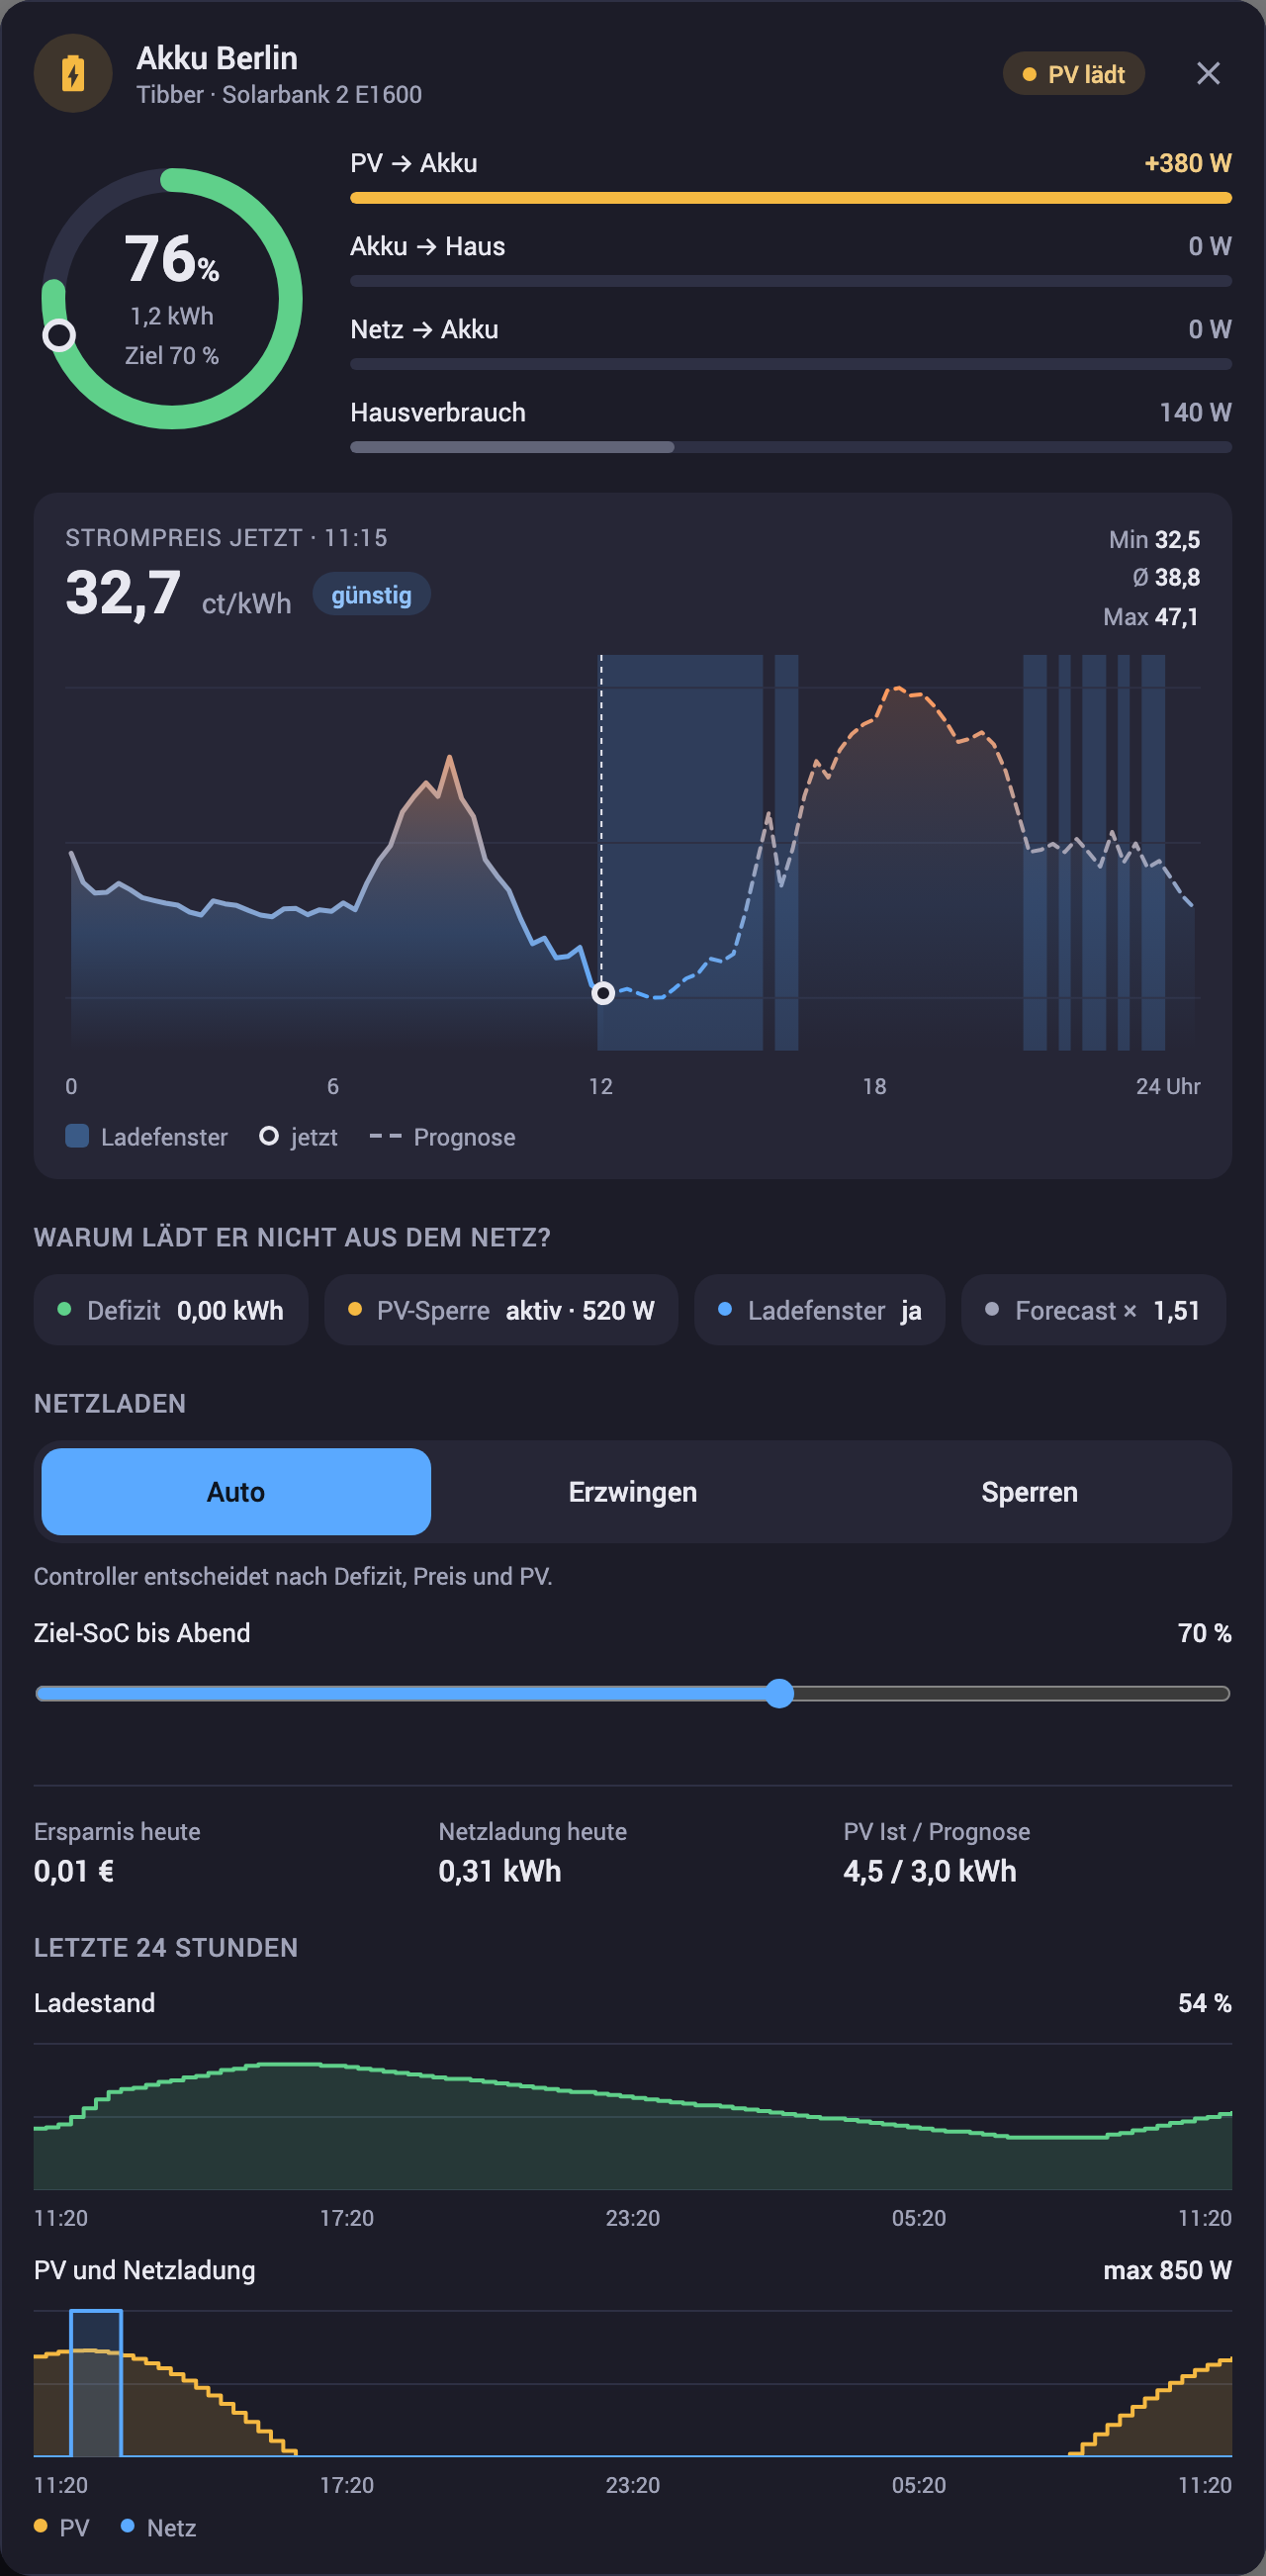 Akku Berlin
Tibber · Solarbank 2 E1600
PV lädt
76%
1,2 kWh
Ziel 70 %
PV → Akku +380 W
Akku → Haus 0 W
Netz → Akku 0 W
Hausverbrauch 140 W
STROMPREIS JETZT · 11:15
32,7 ct/kWh günstig
Min 32,5
Ø 38,8
Max 47,1
0 6 12 18 24 Uhr
Ladefenster jetzt Prognose
WARUM LÄDT ER NICHT AUS DEM NETZ?
Defizit 0,00 kWh PV-Sperre aktiv · 520 W Ladefenster ja Forecast × 1,51
NETZLADEN
Auto Erzwingen Sperren
Controller entscheidet nach Defizit, Preis und PV.
Ziel-SoC bis Abend 70 %
Ersparnis heute Netzladung heute PV Ist / Prognose
0,01 € 0,31 kWh 4,5 / 3,0 kWh
LETZTE 24 STUNDEN
Ladestand 54 %
11:20 17:20 23:20 05:20 11:20
PV und Netzladung max 850 W
11:20 17:20 23:20 05:20 11:20
PV Netz